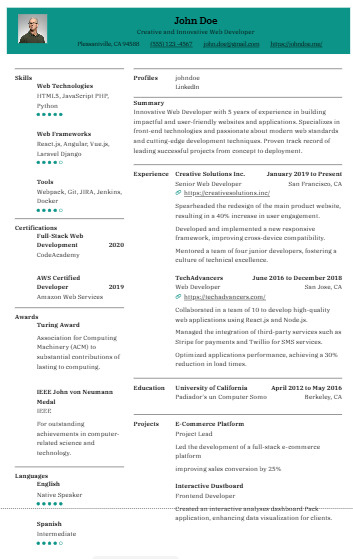 John Doe
Creative and Innovative Web Developer
Pleasantville, CA 94588 (555) 123-4567 john.doe@gmail.com https://johndoe.me/
Skills
Web Technologies
HTML5, JavaScript PHP,
Python
Web Frameworks
React.js, Angular, Vue.js,
Laravel Django
Tools
Webpack, Git, JIRA, Jenkins,
Docker
Certifications
Full-Stack Web
Development 2020
CodeAcademy
AWS Certified
Developer 2019
Amazon Web Services
Awards
Turing Award
Association for Computing
Machinery (ACM) to
substantial contributions of
lasting to computing.
IEEE John von Neumann
Medal
IEEE
For outstanding
achievements in computer-
related science and
technology.
Languages
English
Native Speaker
Spanish
Intermediate
Profiles johndoe
LinkedIn
Summary
Innovative Web Developer with 5 years of experience in building
impactful and user-friendly websites and applications. Specializes in
front-end technologies and passionate about modern web standards
and cutting-edge development techniques. Proven track record of
leading successful projects from concept to deployment.
Experience Creative Solutions Inc. January 2019 to Present
Senior Web Developer San Francisco, CA
https://creativesolutions.inc/
Spearheaded the redesign of the main product website,
resulting in a 40% increase in user engagement.
Developed and implemented a new responsive
framework, improving cross-device compatibility.
Mentored a team of four junior developers, fostering a
culture of technical excellence.
TechAdvancers June 2016 to December 2018
Web Developer San Jose, CA
https://techadvancers.com/
Collaborated in a team of 10 to develop high-quality
web applications using React.js and Node.js.
Managed the integration of third-party services such as
Stripe for payments and Twillio for SMS services.
Optimized applications performance, achieving a 30%
reduction in load times.
Education University of California April 2012 to May 2016
Padiador's un Computer Somo Berkeley, CA
Projects E-Commerce Platform
Project Lead
Led the development of a full-stack e-commerce
platform
improving sales conversion by 25%
Interactive Dustboard
Frontend Developer
Created an interactive analyses dashboard Pack
application, enhancing data visualization for clients.